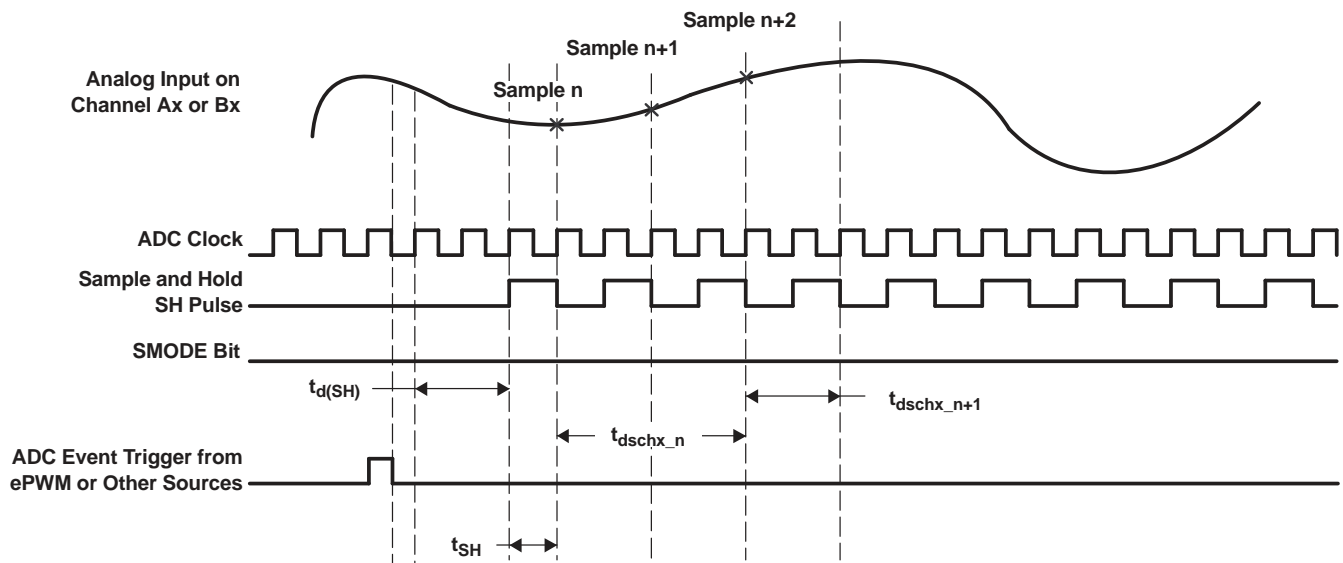 Sample n+2
Sample n+1
Analog Input on
Channel Ax or Bx
Sample n
ADC Clock
Sample and Hold
SH Pulse
SMODE Bit
td(SH)
tdschx_n+1
tdschx_n
ADC Event Trigger from
ePWM or Other Sources
tSH